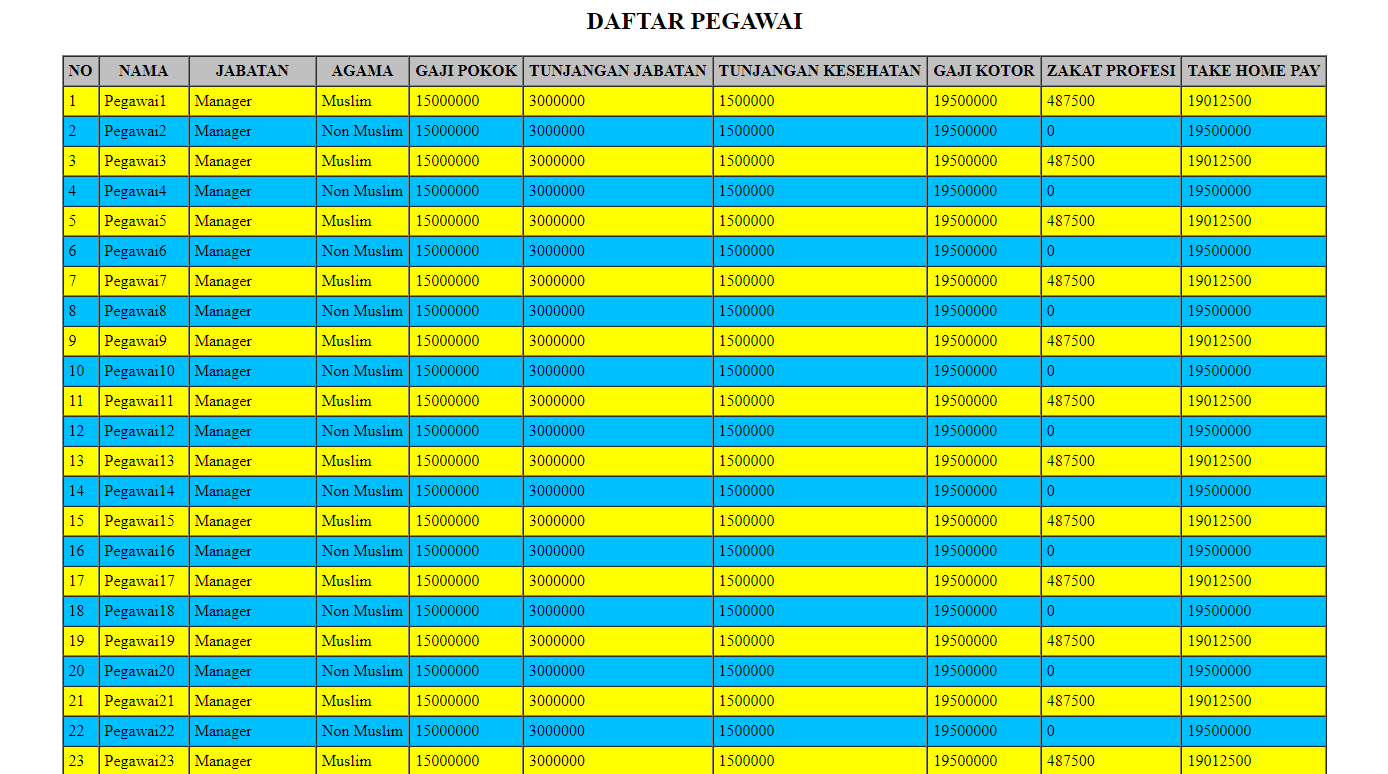 DAFTAR PEGAWAI
NO NAMA JABATAN AGAMA GAJI POKOK TUNJANGAN JABATAN TUNJANGAN KESEHATAN GAJI KOTOR ZAKAT PROFESI TAKE HOME PAY
1 Pegawai1 Manager Muslim 15000000 3000000 1500000 19500000 487500 19012500
2 Pegawai2 Manager Non Muslim 15000000 3000000 1500000 19500000 0 19500000
3 Pegawai3 Manager Muslim 15000000 3000000 1500000 19500000 487500 19012500
4 Pegawai4 Manager Non Muslim 15000000 3000000 1500000 19500000 0 19500000
5 Pegawai5 Manager Muslim 15000000 3000000 1500000 19500000 487500 19012500
6 Pegawai6 Manager Non Muslim 15000000 3000000 1500000 19500000 0 19500000
7 Pegawai7 Manager Muslim 15000000 3000000 1500000 19500000 487500 19012500
8 Pegawai8 Manager Non Muslim 15000000 3000000 1500000 19500000 0 19500000
9 Pegawai9 Manager Muslim 15000000 3000000 1500000 19500000 487500 19012500
10 Pegawai10 Manager Non Muslim 15000000 3000000 1500000 19500000 0 19500000
11 Pegawai11 Manager Muslim 15000000 3000000 1500000 19500000 487500 19012500
12 Pegawai12 Manager Non Muslim 15000000 3000000 1500000 19500000 0 19500000
13 Pegawai13 Manager Muslim 15000000 3000000 1500000 19500000 487500 19012500
14 Pegawai14 Manager Non Muslim 15000000 3000000 1500000 19500000 0 19500000
15 Pegawai15 Manager Muslim 15000000 3000000 1500000 19500000 487500 19012500
16 Pegawai16 Manager Non Muslim 15000000 3000000 1500000 19500000 0 19500000
17 Pegawai17 Manager Muslim 15000000 3000000 1500000 19500000 487500 19012500
18 Pegawai18 Manager Non Muslim 15000000 3000000 1500000 19500000 0 19500000
19 Pegawai19 Manager Muslim 15000000 3000000 1500000 19500000 487500 19012500
20 Pegawai20 Manager Non Muslim 15000000 3000000 1500000 19500000 0 19500000
21 Pegawai21 Manager Muslim 15000000 3000000 1500000 19500000 487500 19012500
22 Pegawai22 Manager Non Muslim 15000000 3000000 1500000 19500000 0 19500000
23 Pegawai23 Manager Muslim 15000000 3000000 1500000 19500000 487500 19012500